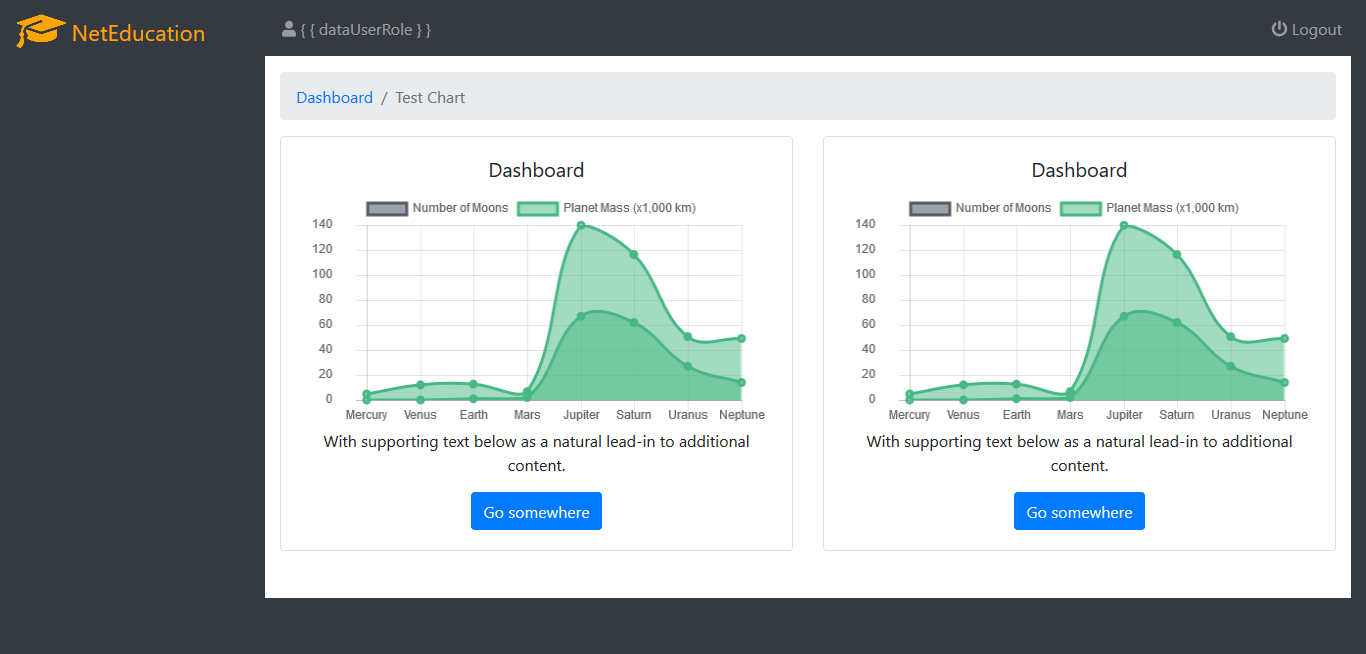 NetEducation
{ { dataUserRole } }
Logout
Dashboard / Test Chart
Dashboard
Number of Moons Planet Mass (x1,000 km)
140
120
100
80
60
40
20
0
Mercury Venus Earth Mars Jupiter Saturn Uranus Neptune
With supporting text below as a natural lead-in to additional
content.
Go somewhere
Dashboard
Number of Moons Planet Mass (x1,000 km)
140
120
100
80
60
40
20
0
Mercury Venus Earth Mars Jupiter Saturn Uranus Neptune
With supporting text below as a natural lead-in to additional
content.
Go somewhere